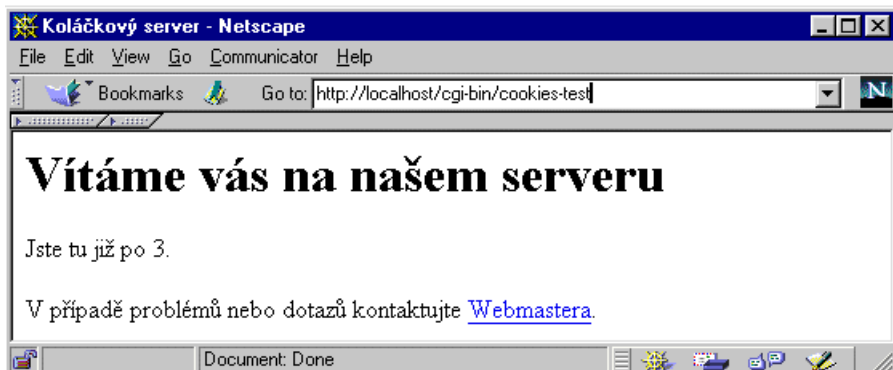 Koláčkový server - Netscape
File Edit View Go Communicator Help
Bookmarks Go to: http://localhost/cgi-bin/cookies-test N
Vítáme vás na našem serveru
Jste tu již po 3.
V případě problémů nebo dotazů kontaktujte Webmastera.
Document: Done